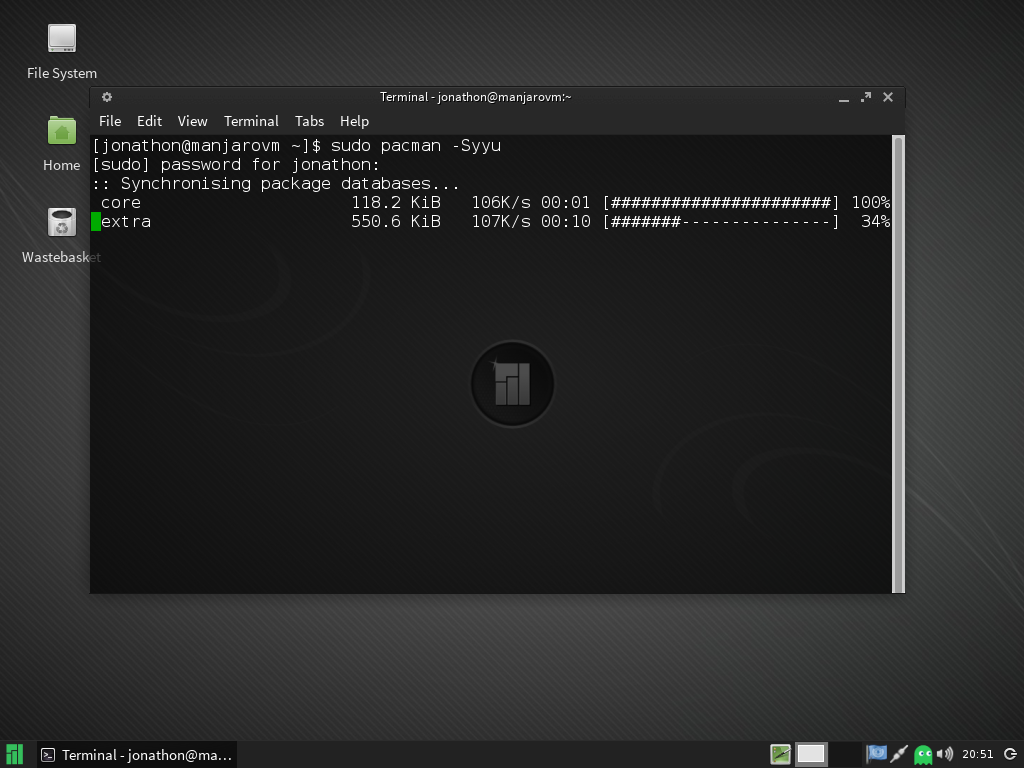 File System
Home
Wastebasket
Terminal - jonathon@manjarovm:~
File Edit View Terminal Tabs Help
[jonathon@manjarovm ~]$ sudo pacman -Syyu
[sudo] password for jonathon:
:: Synchronising package databases...
core 118.2 KiB 106K/s 00:01 [######################] 100%
extra 550.6 KiB 107K/s 00:10 [#######---------------] 34%
Terminal - jonathon@ma...
20:51